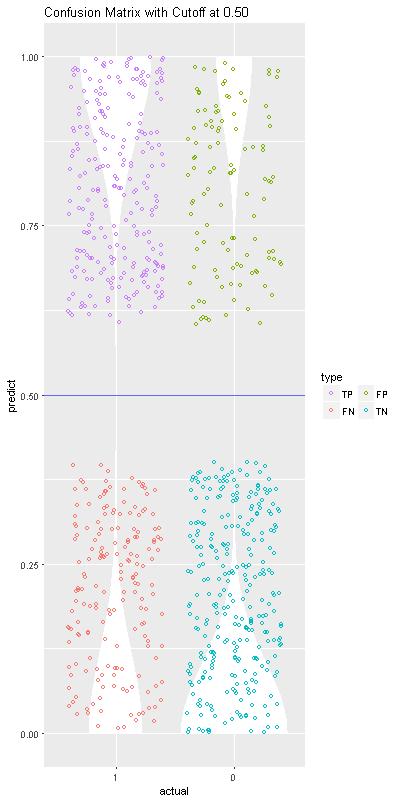 Confusion Matrix with Cutoff at 0.50
1.00
0.75
0.50
0.25
0.00
predict
1 0
actual
type
TP FP
FN TN